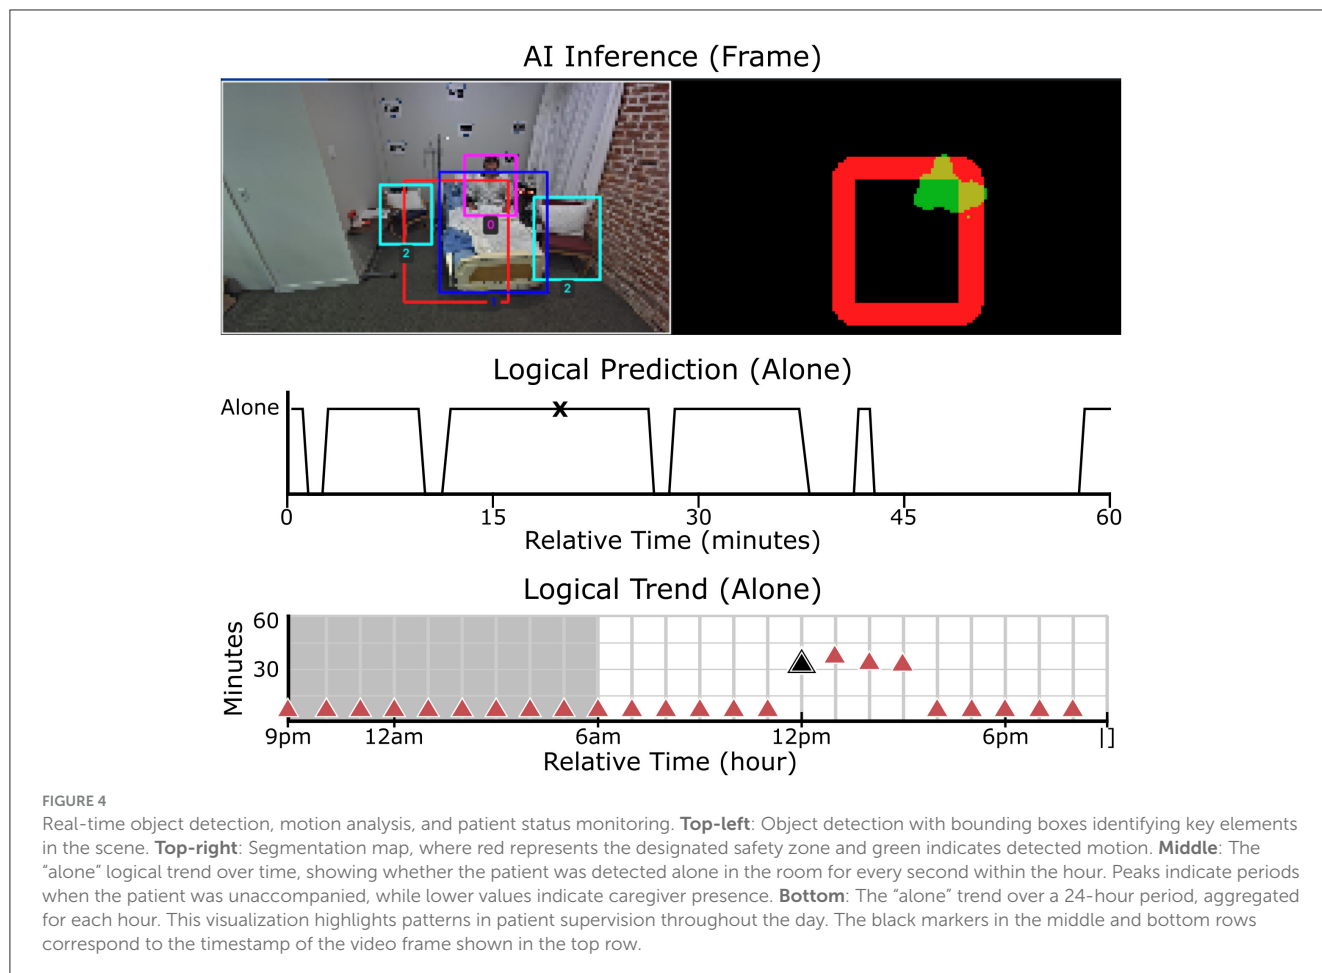 AI Inference (Frame)
0
2
2
Logical Prediction (Alone)
Alone
x
0 15 30 45 60
Relative Time (minutes)
Logical Trend (Alone)
60
30
Minutes
9pm 12am 6am 12pm 6pm |]
Relative Time (hour)
FIGURE 4
Real-time object detection, motion analysis, and patient status monitoring. Top-left: Object detection with bounding boxes identifying key elements
in the scene. Top-right: Segmentation map, where red represents the designated safety zone and green indicates detected motion. Middle: The
“alone” logical trend over time, showing whether the patient was detected alone in the room for every second within the hour. Peaks indicate periods
when the patient was unaccompanied, while lower values indicate caregiver presence. Bottom: The “alone” trend over a 24-hour period, aggregated
for each hour. This visualization highlights patterns in patient supervision throughout the day. The black markers in the middle and bottom rows
correspond to the timestamp of the video frame shown in the top row.